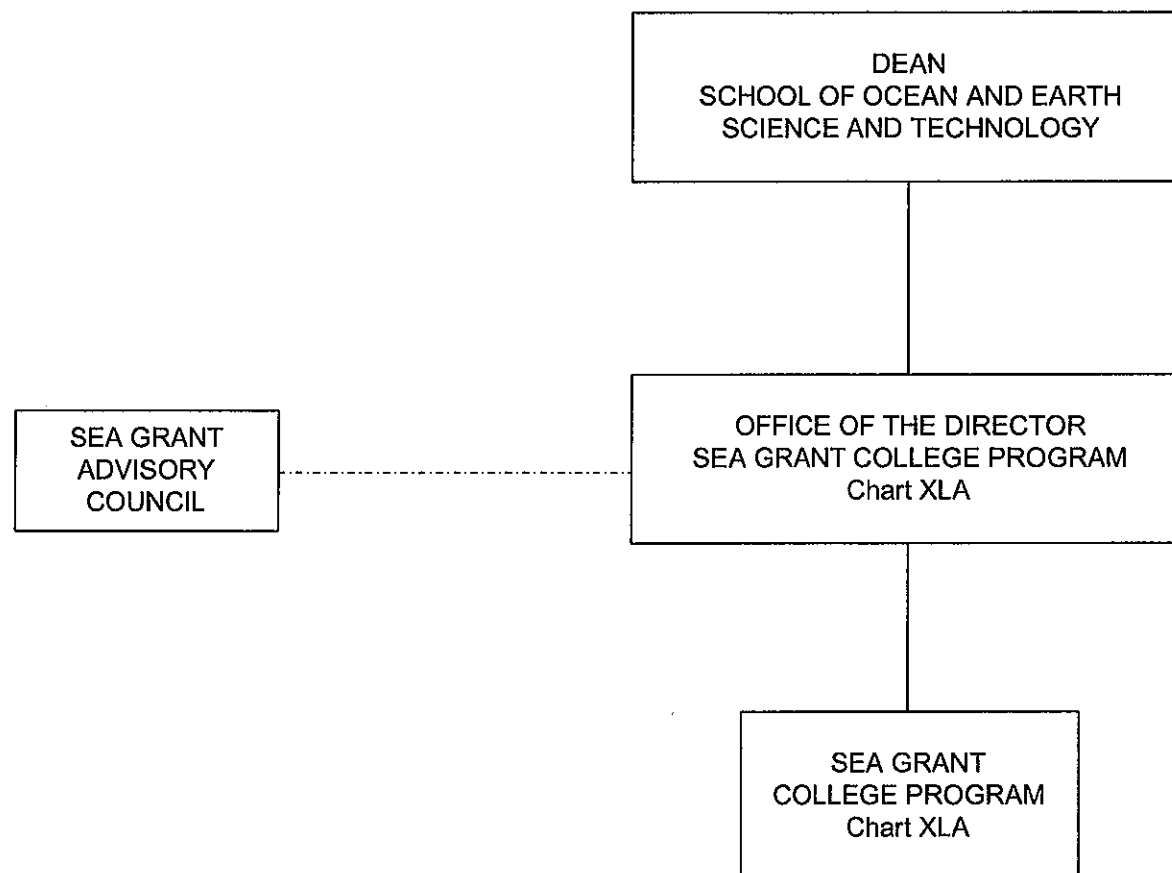 DEAN
SCHOOL OF OCEAN AND EARTH
SCIENCE AND TECHNOLOGY
SEA GRANT
ADVISORY
COUNCIL
OFFICE OF THE DIRECTOR
SEA GRANT COLLEGE PROGRAM
Chart XLA
SEA GRANT
COLLEGE PROGRAM
Chart XLA